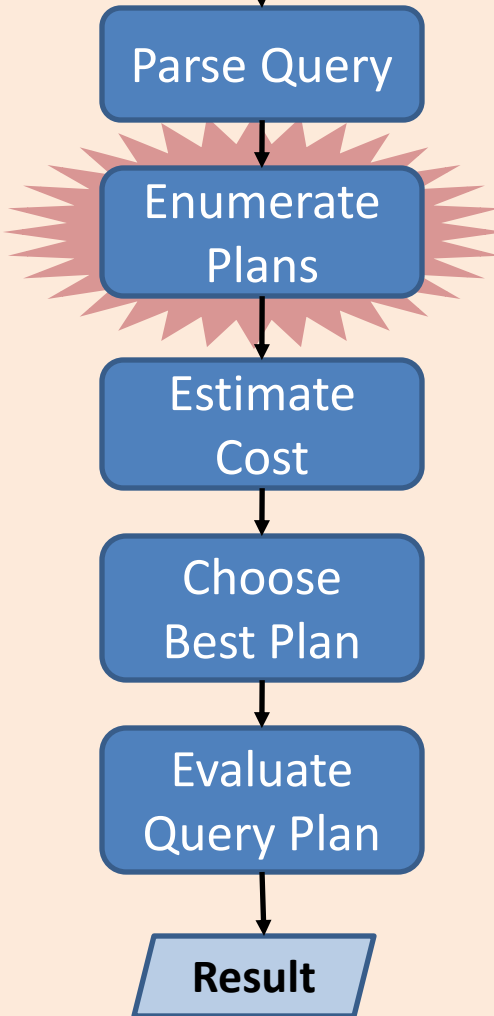 Parse Query
Enumerate
Plans
Estimate
Cost
Choose
Best Plan
Evaluate
Query Plan
Result